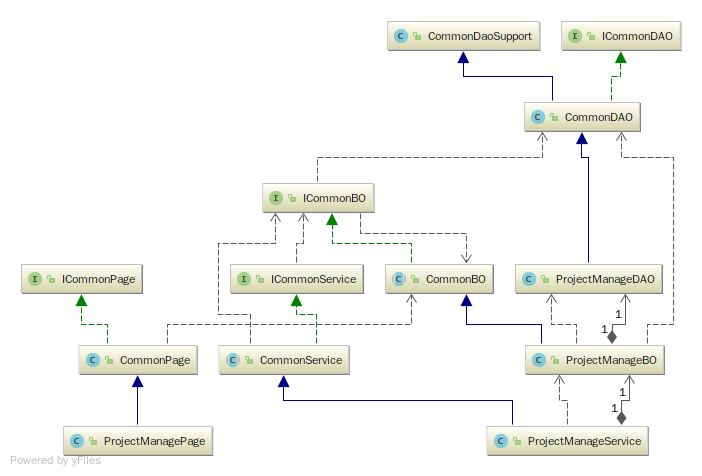 C CommonDaoSupport
I ICommonDAO
C CommonDAO
I ICommonBO
I ICommonPage
I ICommonService
C CommonBO
C ProjectManageDAO
1
1
C CommonPage
C CommonService
C ProjectManageBO
1
1
C ProjectManagePage
C ProjectManageService
Powered by yFiles